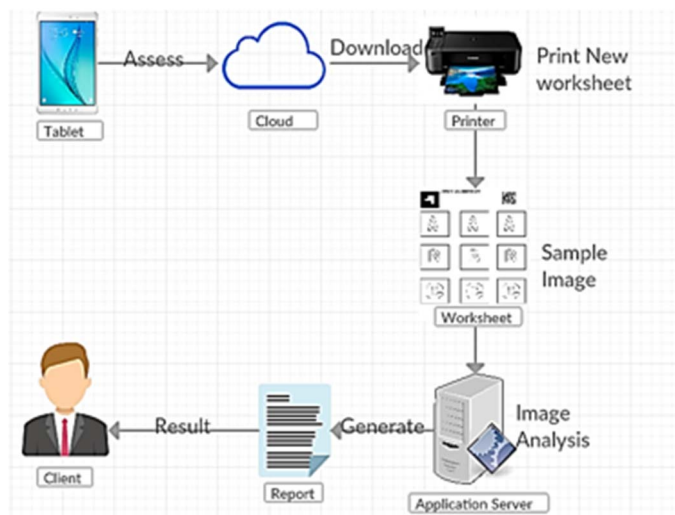 Assess
Download
Print New
worksheet
Tablet
Cloud
Printer
Sample
Image
Worksheet
Image
Analysis
Generate
Result
Client
Report
Application Server